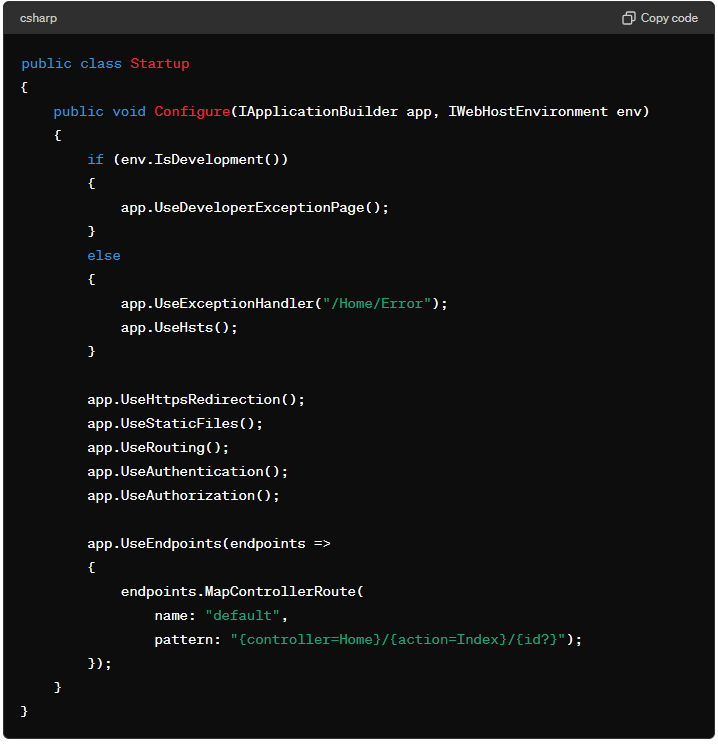 csharp
Copy code
public class Startup
{
    public void Configure(IApplicationBuilder app, IWebHostEnvironment env)
    {
        if (env.IsDevelopment())
        {
            app.UseDeveloperExceptionPage();
        }
        else
        {
            app.UseExceptionHandler("/Home/Error");
            app.UseHsts();
        }

        app.UseHttpsRedirection();
        app.UseStaticFiles();
        app.UseRouting();
        app.UseAuthentication();
        app.UseAuthorization();

        app.UseEndpoints(endpoints =>
        {
            endpoints.MapControllerRoute(
                name: "default",
                pattern: "{controller=Home}/{action=Index}/{id?}");
        });
    }
}